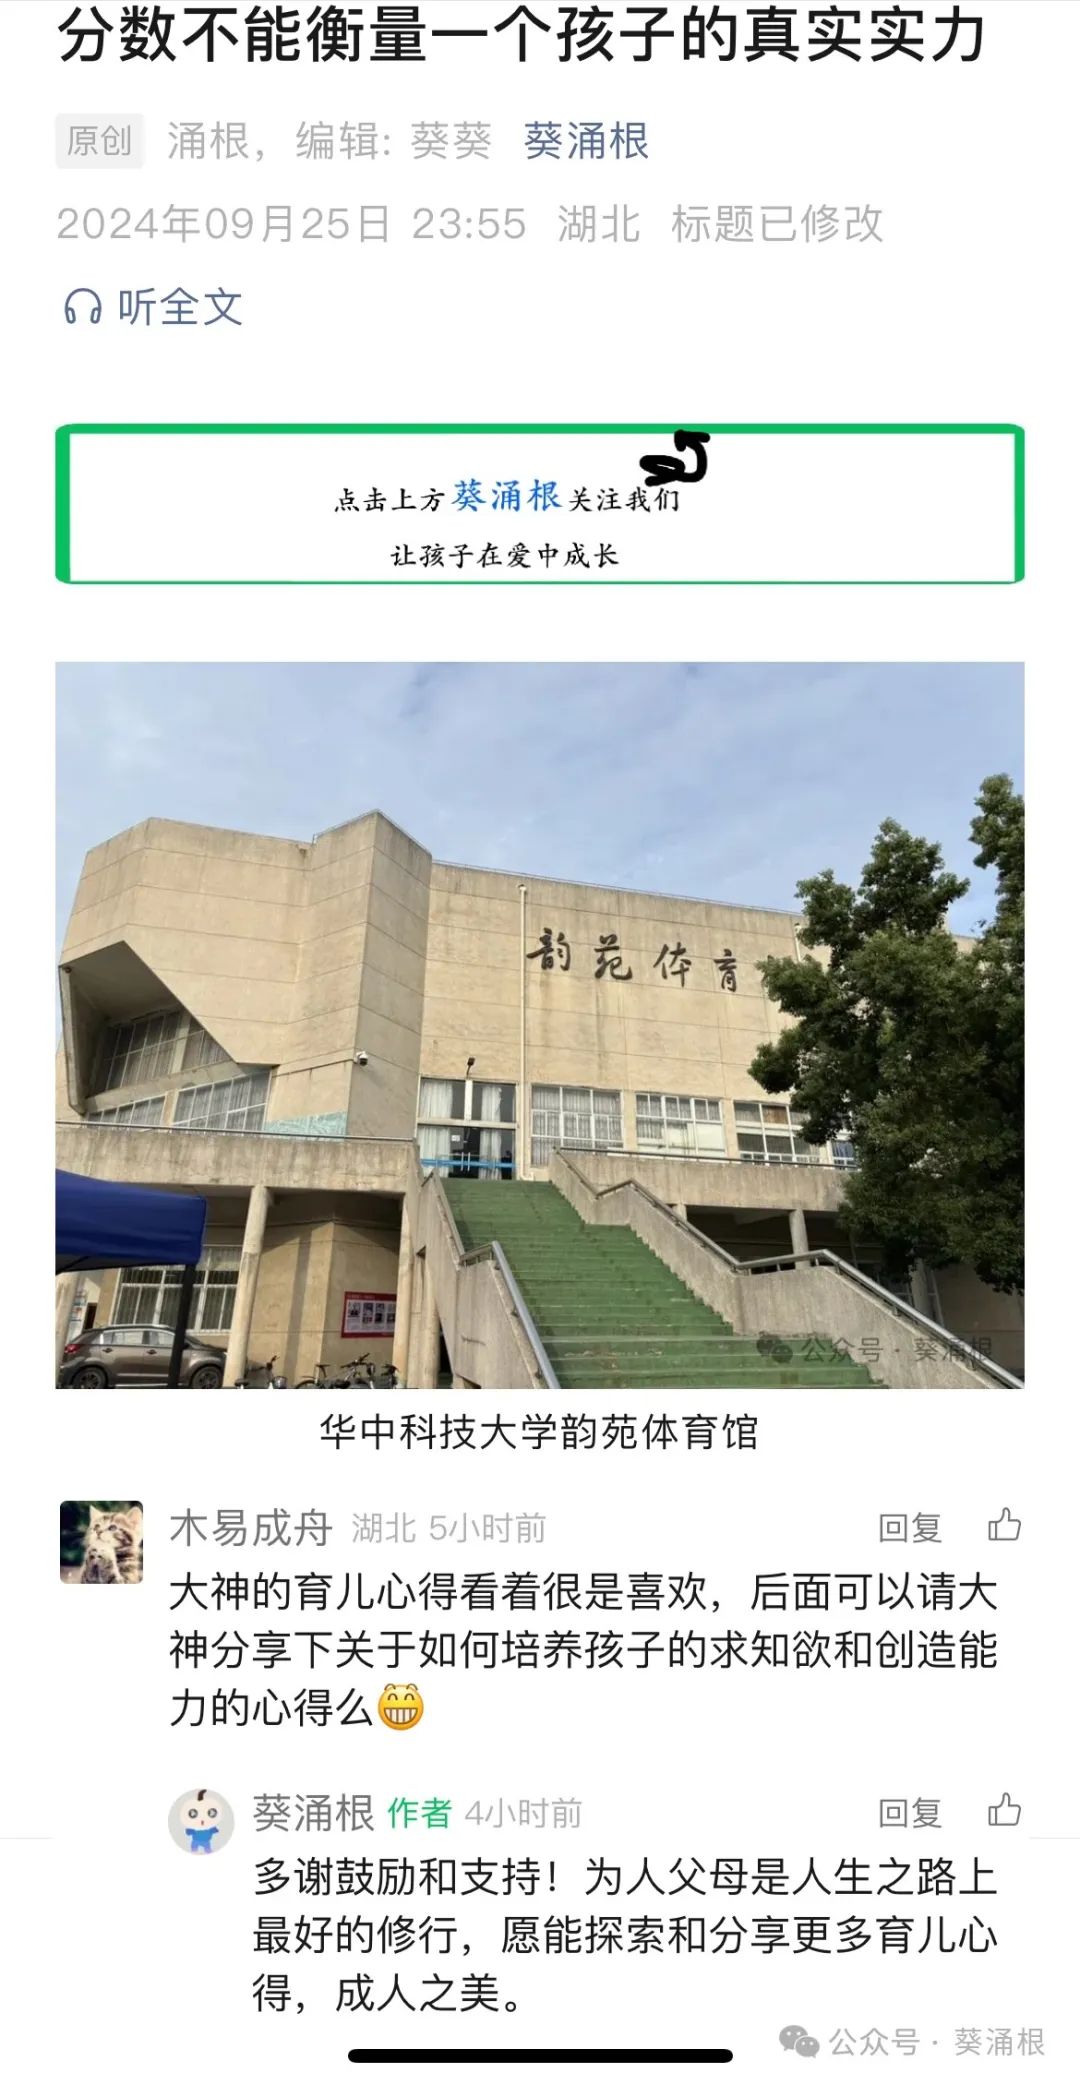 分数不能衡量一个孩子的真实实力
原创 涌根，编辑: 葵葵 葵涌根
2024年09月25日 23:55 湖北 标题已修改
听全文
点击上方葵涌根关注我们
让孩子在爱中成长
韵苑体育
公众号 · 葵涌根
华中科技大学韵苑体育馆
木易成舟 湖北 5小时前 回复
大神的育儿心得看着很是喜欢，后面可以请大
神分享下关于如何培养孩子的求知欲和创造能
力的心得么😁
葵涌根 作者 4小时前 回复
多谢鼓励和支持！为人父母是人生之路上
最好的修行，愿能探索和分享更多育儿心
得，成人之美。
公众号 · 葵涌根